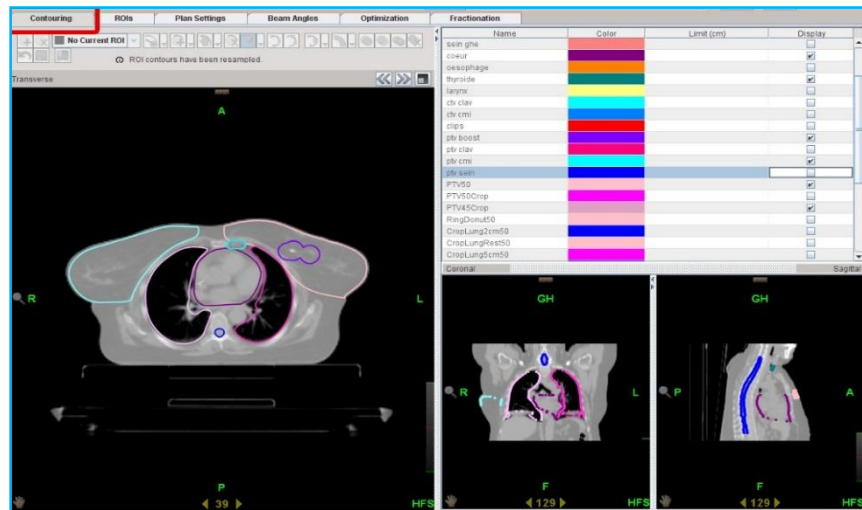 Contouring ROIs Plan Settings Beam Angles Optimization Fractionation
No Current ROI
ROI contours have been resampled.
Transverse
A
R
L
P
39
HFS
Name Color Limit (cm) Display
sein ghe
coeur
oesophage
thyroide
larynx
ctv clav
ctv cmi
clips
ptv boost
ptv clav
ptv cmi
ptv sein
PTV50
PTV50Crop
PTV45Crop
RingDonut50
CropLung2cm50
CropLungRest50
CropLung5cm50
Coronal Sagittal
GH
R
L
F
129
HFS
GH
P
A
F
129
HFS